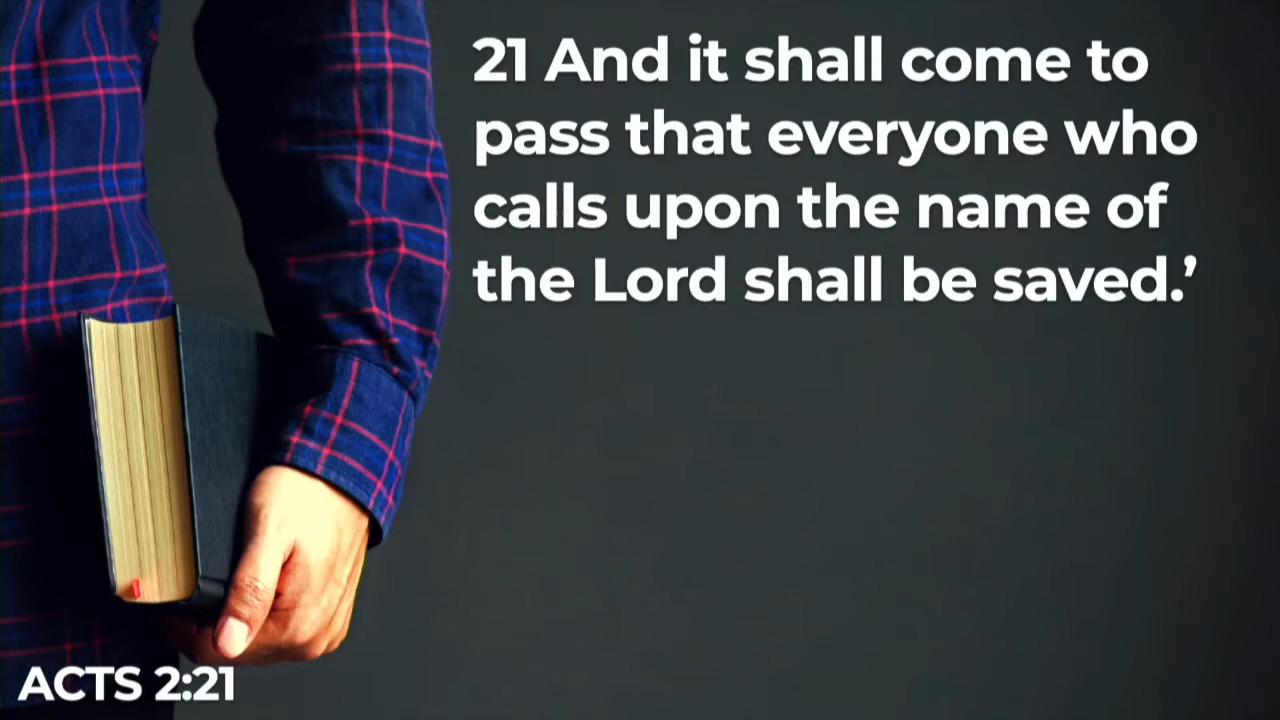 21 And it shall come to
pass that everyone who
calls upon the name of
the Lord shall be saved.’
ACTS 2:21